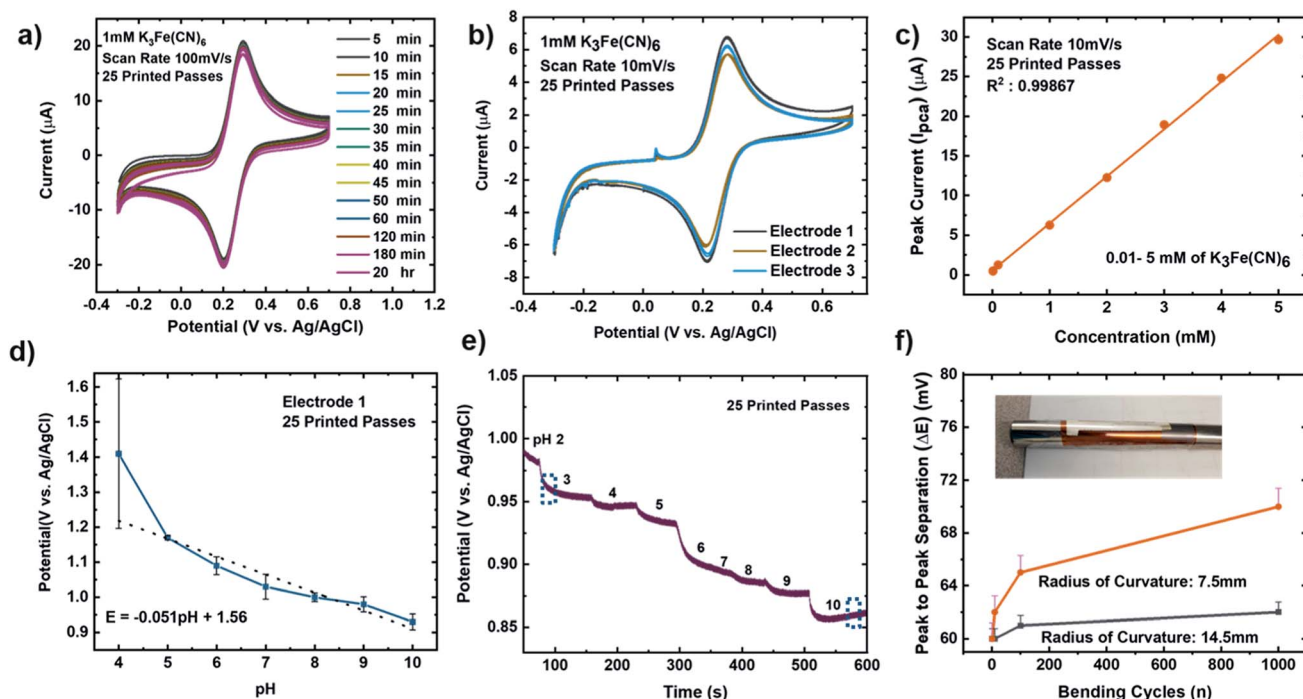 a)
1mM K3Fe(CN)6
Scan Rate 100mV/s
25 Printed Passes
5 min
10 min
15 min
20 min
25 min
30 min
35 min
40 min
45 min
50 min
60 min
120 min
180 min
20 hr
20
10
0
-10
-20
Current (μA)
-0.4 -0.2 0.0 0.2 0.4 0.6 0.8 1.0 1.2
Potential (V vs. Ag/AgCl)
b)
1mM K3Fe(CN)6
Scan Rate 10mV/s
25 Printed Passes
Electrode 1
Electrode 2
Electrode 3
8
6
4
2
0
-2
-4
-6
-8
Current (μA)
-0.4 -0.2 0.0 0.2 0.4 0.6 0.8
Potential (V vs. Ag/AgCl)
c)
Scan Rate 10mV/s
25 Printed Passes
R2 : 0.99867
0.01- 5 mM of K3Fe(CN)6
30
25
20
15
10
5
0
Peak Current (Ipca) (μA)
0 1 2 3 4 5
Concentration (mM)
d)
Electrode 1
25 Printed Passes
E = -0.051pH + 1.56
1.6
1.5
1.4
1.3
1.2
1.1
1.0
0.9
Potential(V vs. Ag/AgCl)
4 5 6 7 8 9 10
pH
e)
25 Printed Passes
pH 2
3
4
5
6
7
8
9
10
1.05
1.00
0.95
0.90
0.85
Potential (V vs. Ag/AgCl)
100 200 300 400 500 600
Time (s)
f)
Radius of Curvature: 7.5mm
Radius of Curvature: 14.5mm
80
76
72
68
64
60
Peak to Peak Separation (ΔE) (mV)
0 200 400 600 800 1000
Bending Cycles (n)